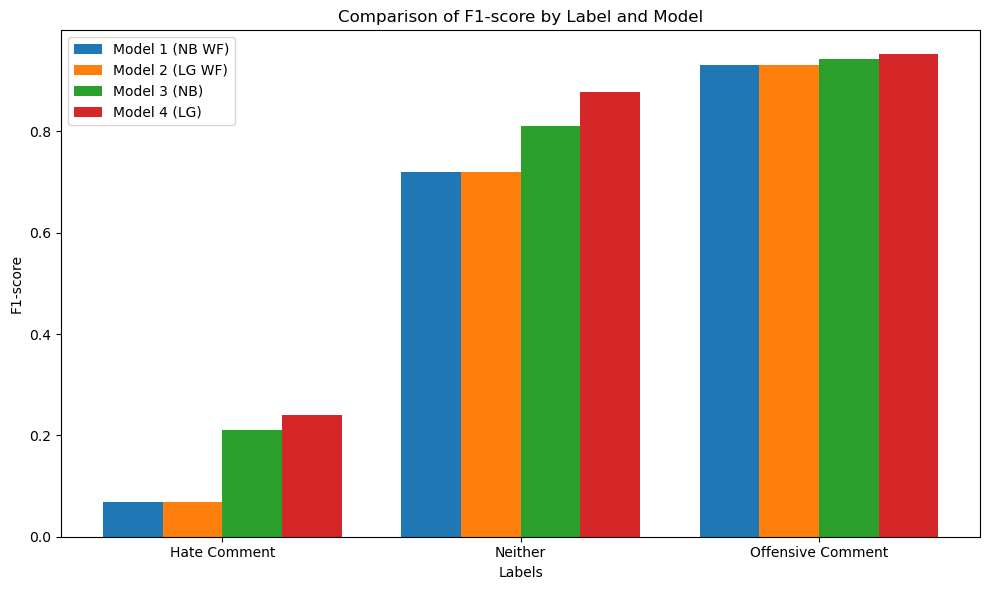 Comparison of F1-score by Label and Model
Model 1 (NB WF)
Model 2 (LG WF)
Model 3 (NB)
Model 4 (LG)
F1-score
0.8
0.6
0.4
0.2
0.0
Hate Comment
Neither
Offensive Comment
Labels